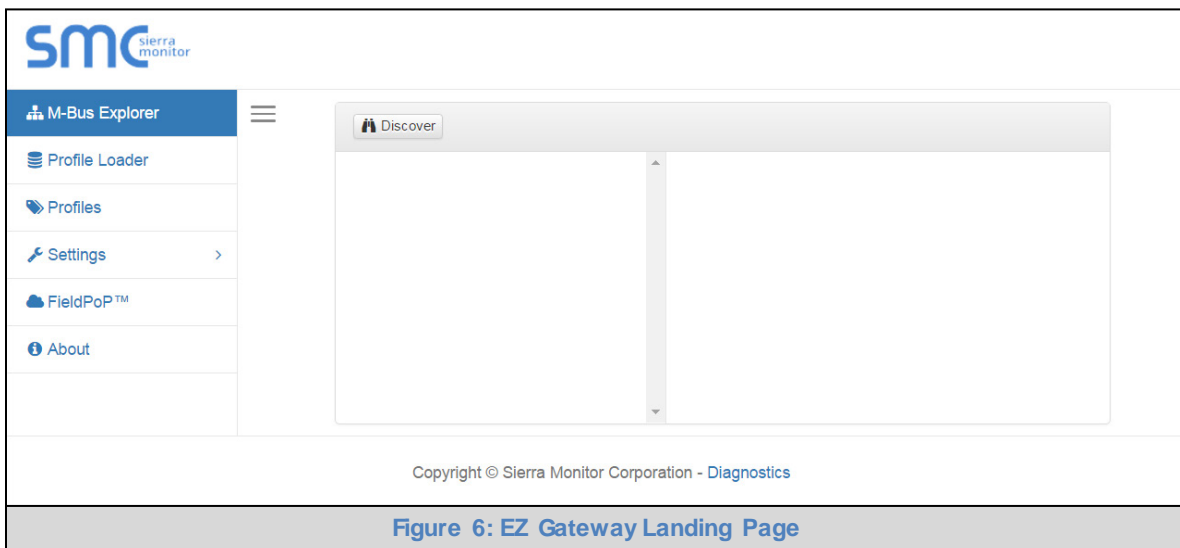 SMC sierra monitor
M-Bus Explorer
Discover
Profile Loader
Profiles
Settings
FieldPoP™
About
Copyright © Sierra Monitor Corporation - Diagnostics
Figure 6: EZ Gateway Landing Page